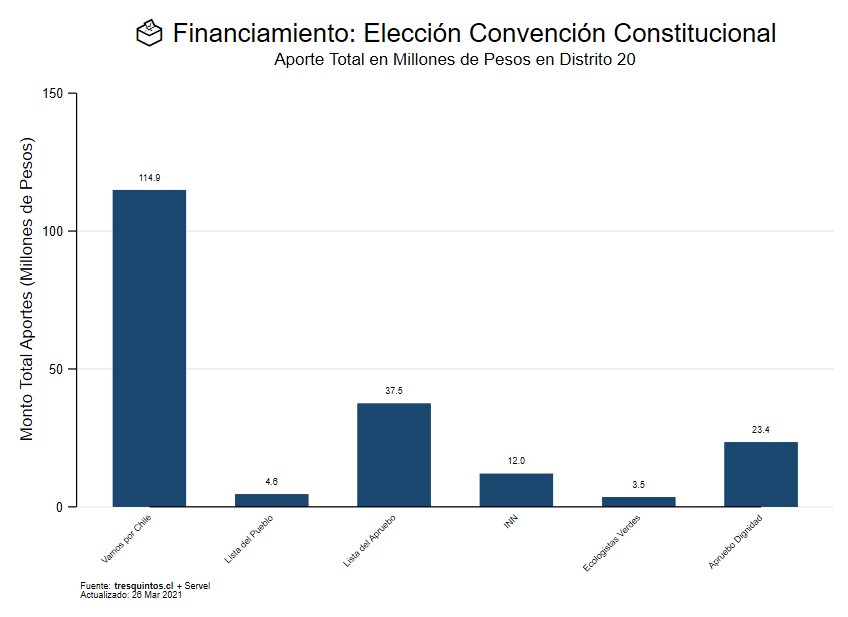 Financiamiento: Elección Convención Constitucional
Aporte Total en Millones de Pesos en Distrito 20
Monto Total Aportes (Millones de Pesos)
150
100
50
0
114.9
4.6
37.5
12.0
3.5
23.4
Vamos por Chile
Lista del Pueblo
Lista del Apruebo
INN
Ecologistas Verdes
Apruebo Dignidad
Fuente: tresquintos.cl + Servel
Actualizado: 26 Mar 2021